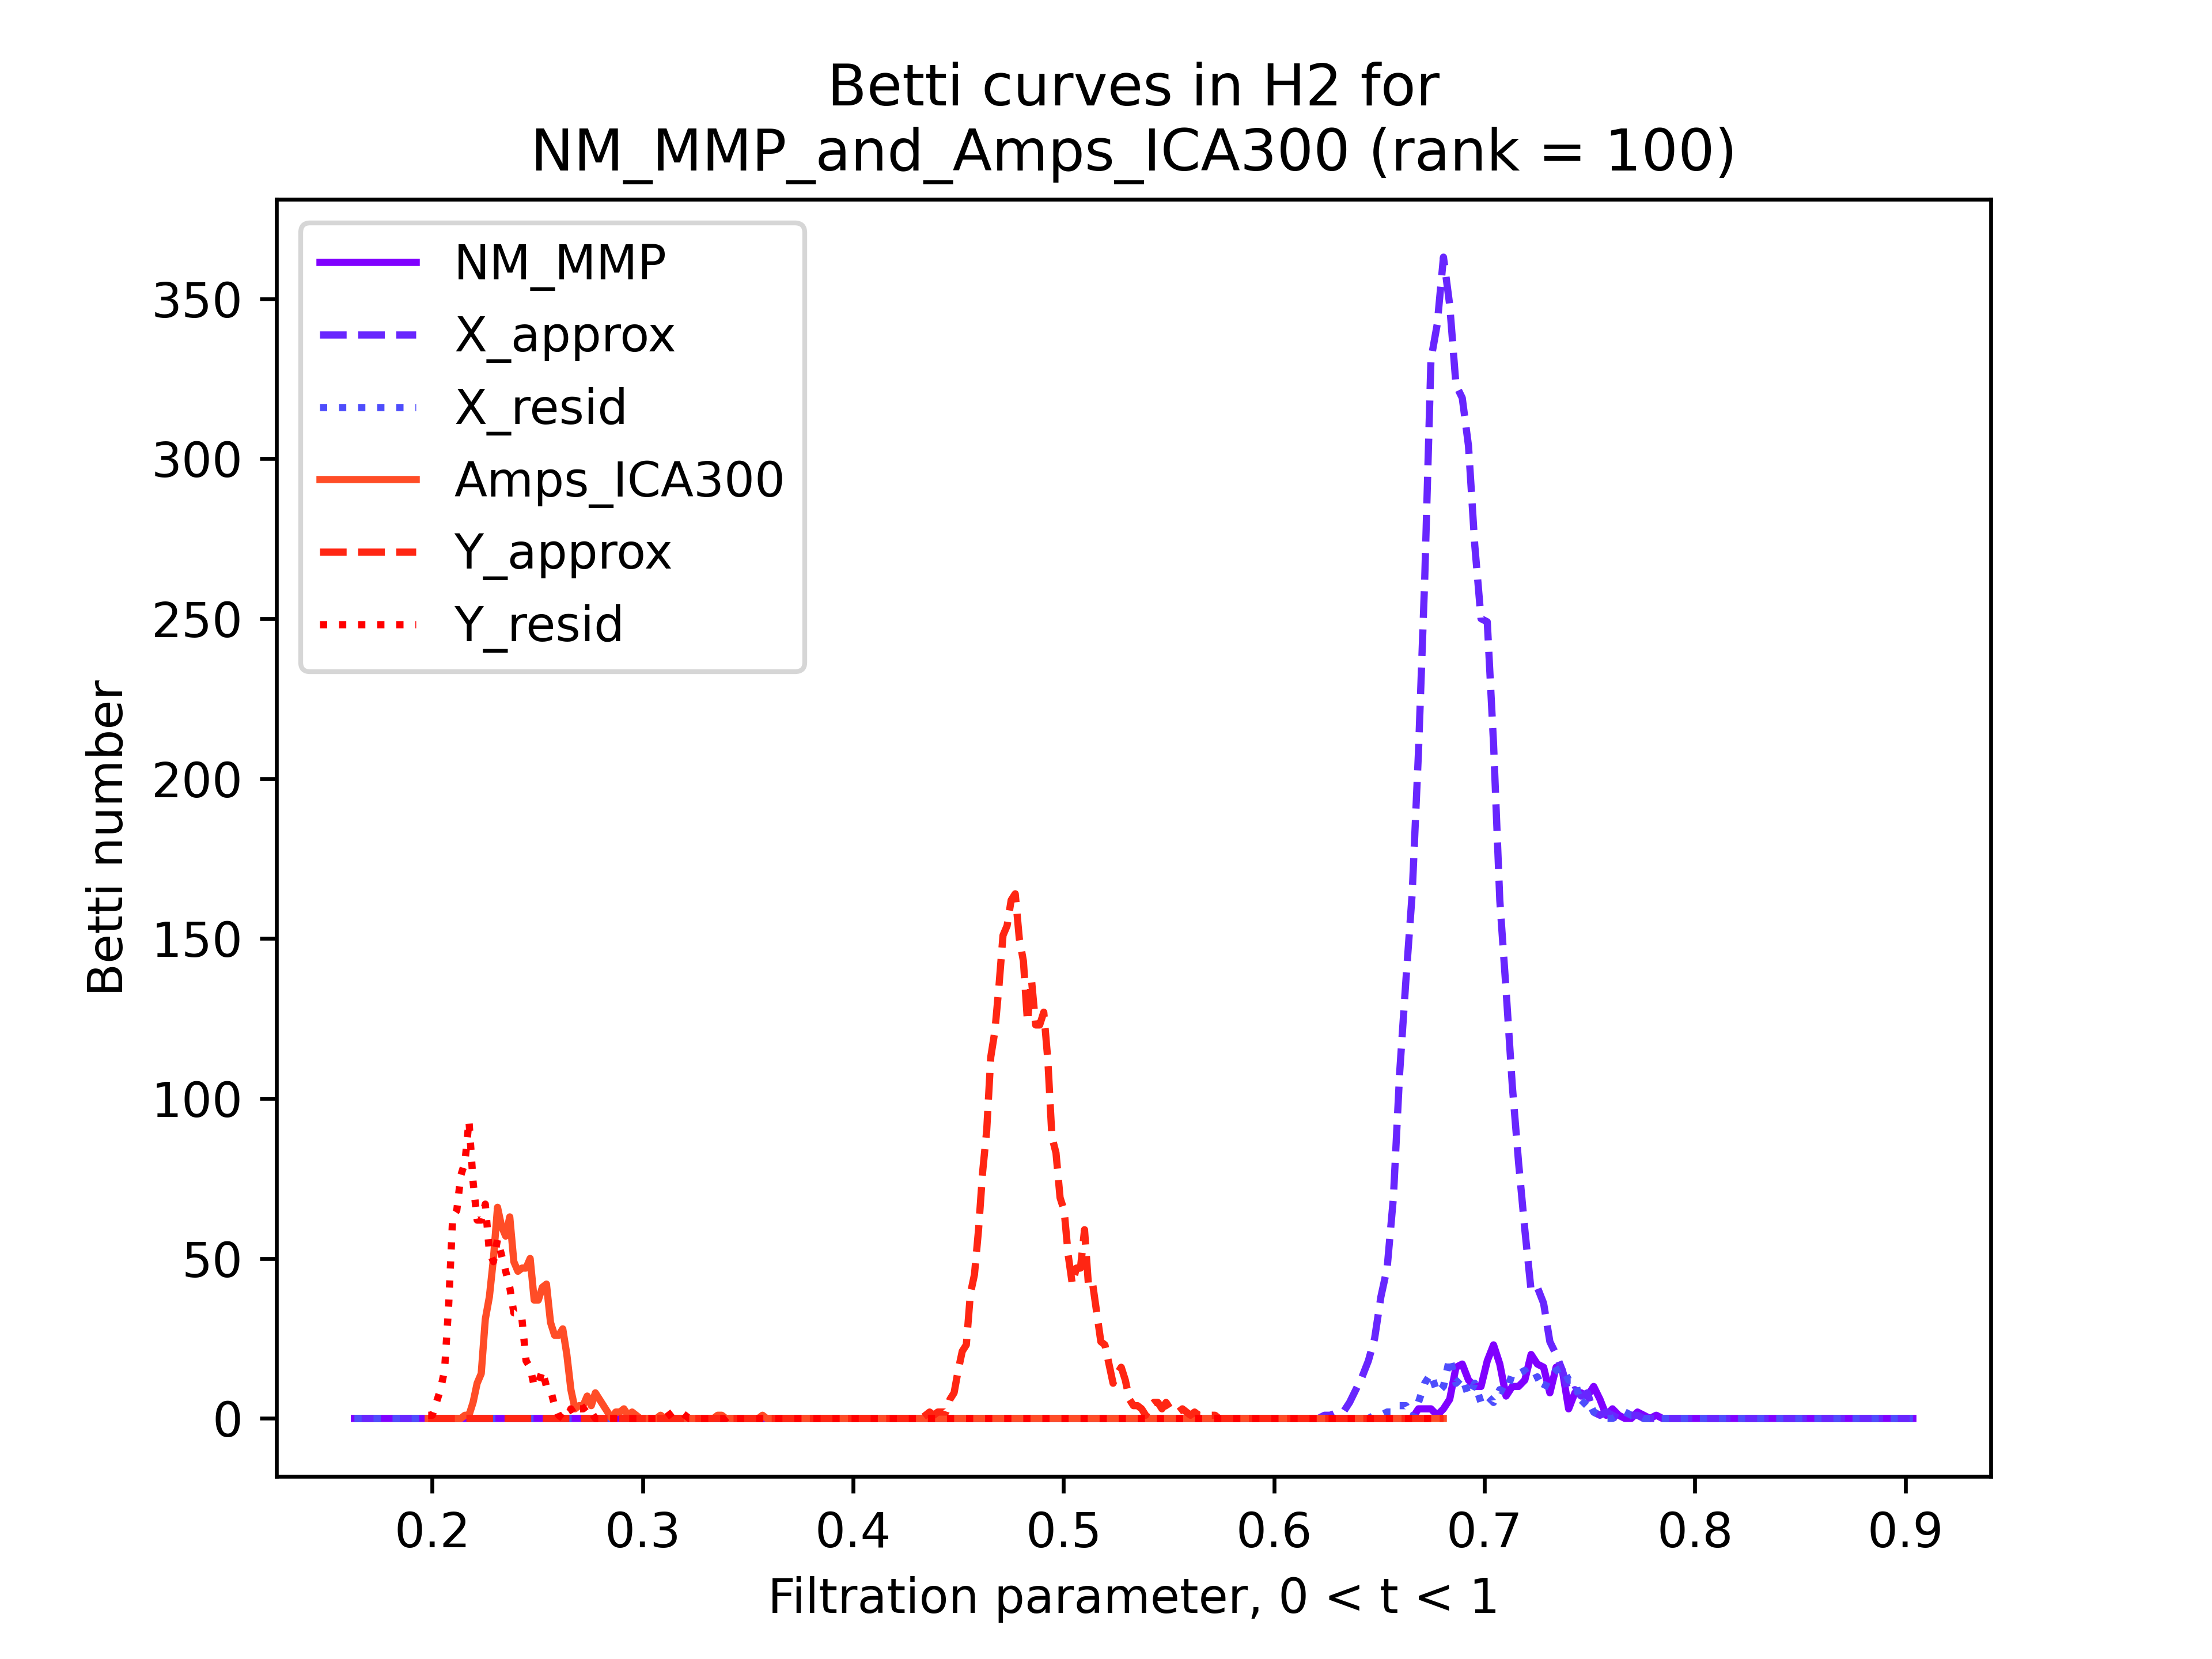 Betti curves in H2 for
NM_MMP_and_Amps_ICA300 (rank = 100)
NM_MMP
X_approx
X_resid
Amps_ICA300
Y_approx
Y_resid
Betti number
350
300
250
200
150
100
50
0
0.2 0.3 0.4 0.5 0.6 0.7 0.8 0.9
Filtration parameter, 0 < t < 1